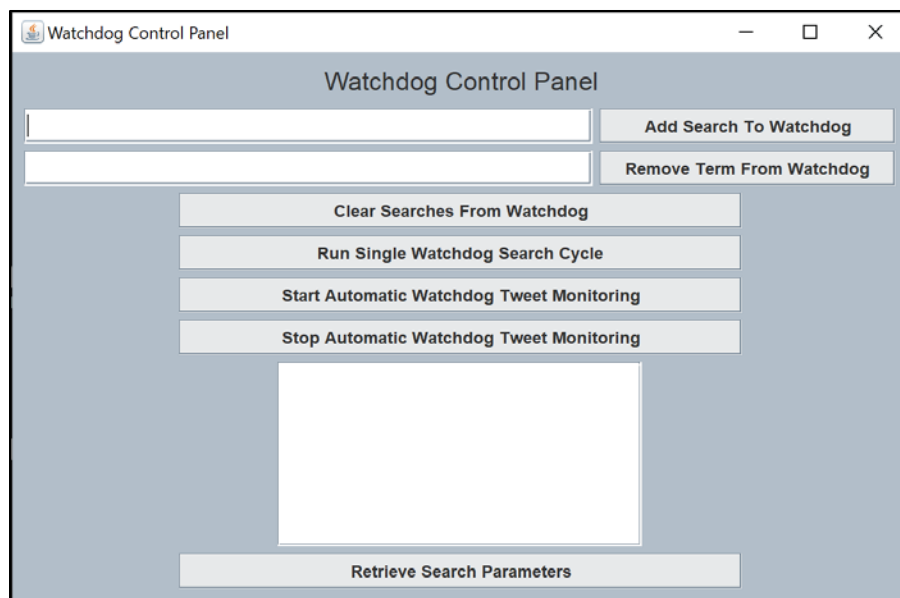 Watchdog Control Panel
Watchdog Control Panel
Add Search To Watchdog
Remove Term From Watchdog
Clear Searches From Watchdog
Run Single Watchdog Search Cycle
Start Automatic Watchdog Tweet Monitoring
Stop Automatic Watchdog Tweet Monitoring
Retrieve Search Parameters